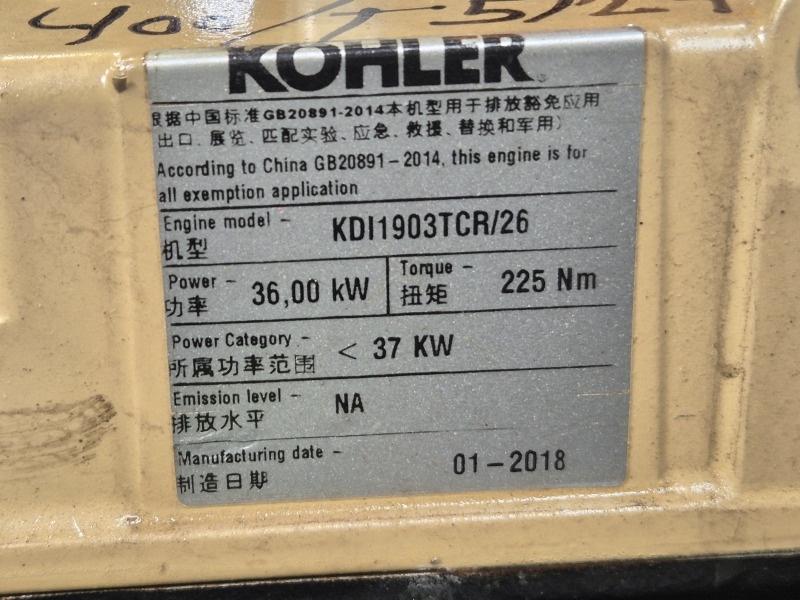 KOHLER
根据中国标准GB20891-2014本机型用于排放豁免应用
出口、展览、匹配实验、应急、救援、替换和军用）
According to China GB20891-2014, this engine is for
all exemption application
Engine model - KDI1903TCR/26
机型
Power - 36,00 kW Torque - 225 Nm
功率 扭矩
Power Category - < 37 KW
所属功率范围
Emission level - NA
排放水平
Manufacturing date - 01-2018
制造日期